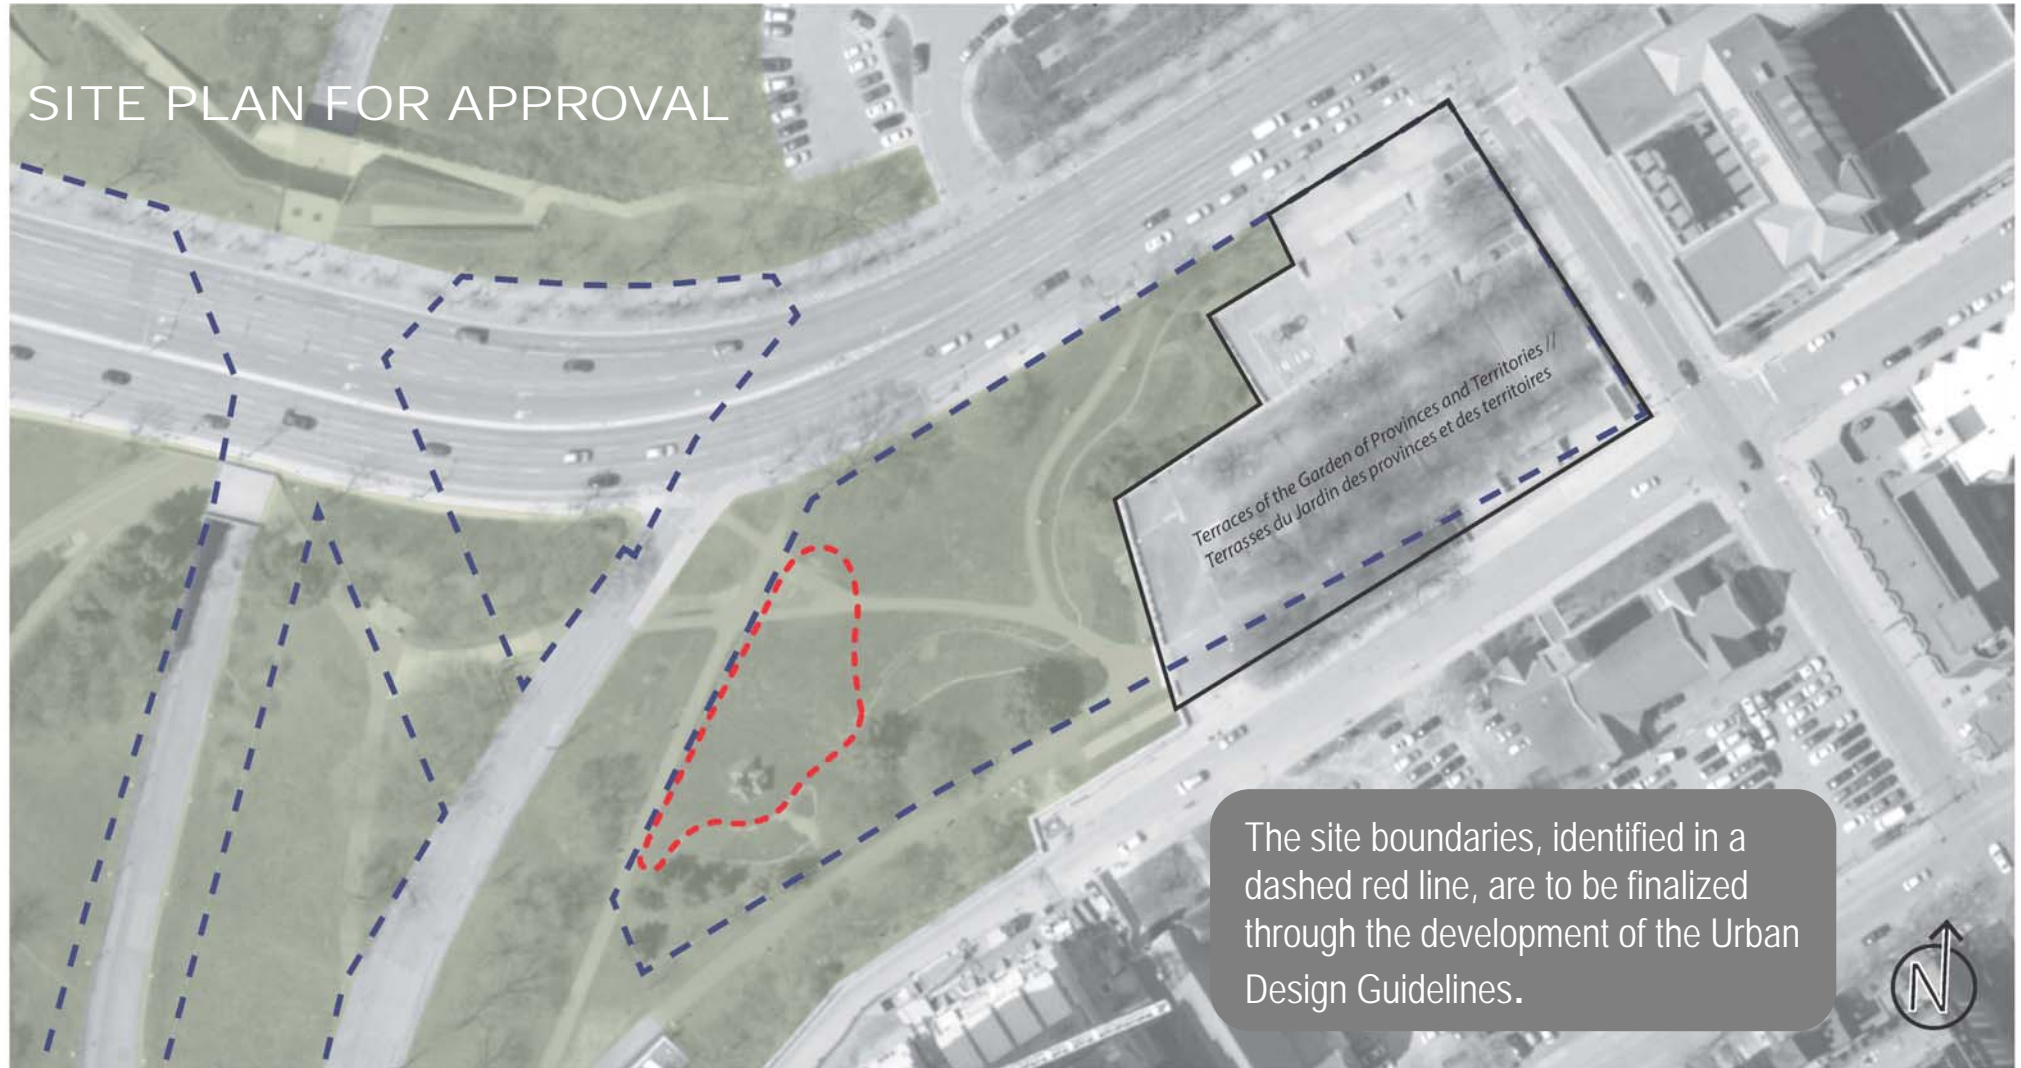 SITE PLAN FOR APPROVAL
Terraces of the Garden of Provinces and Territories //
Terrasses du Jardin des provinces et des territoires
The site boundaries, identified in a
dashed red line, are to be finalized
through the development of the Urban
Design Guidelines.
N